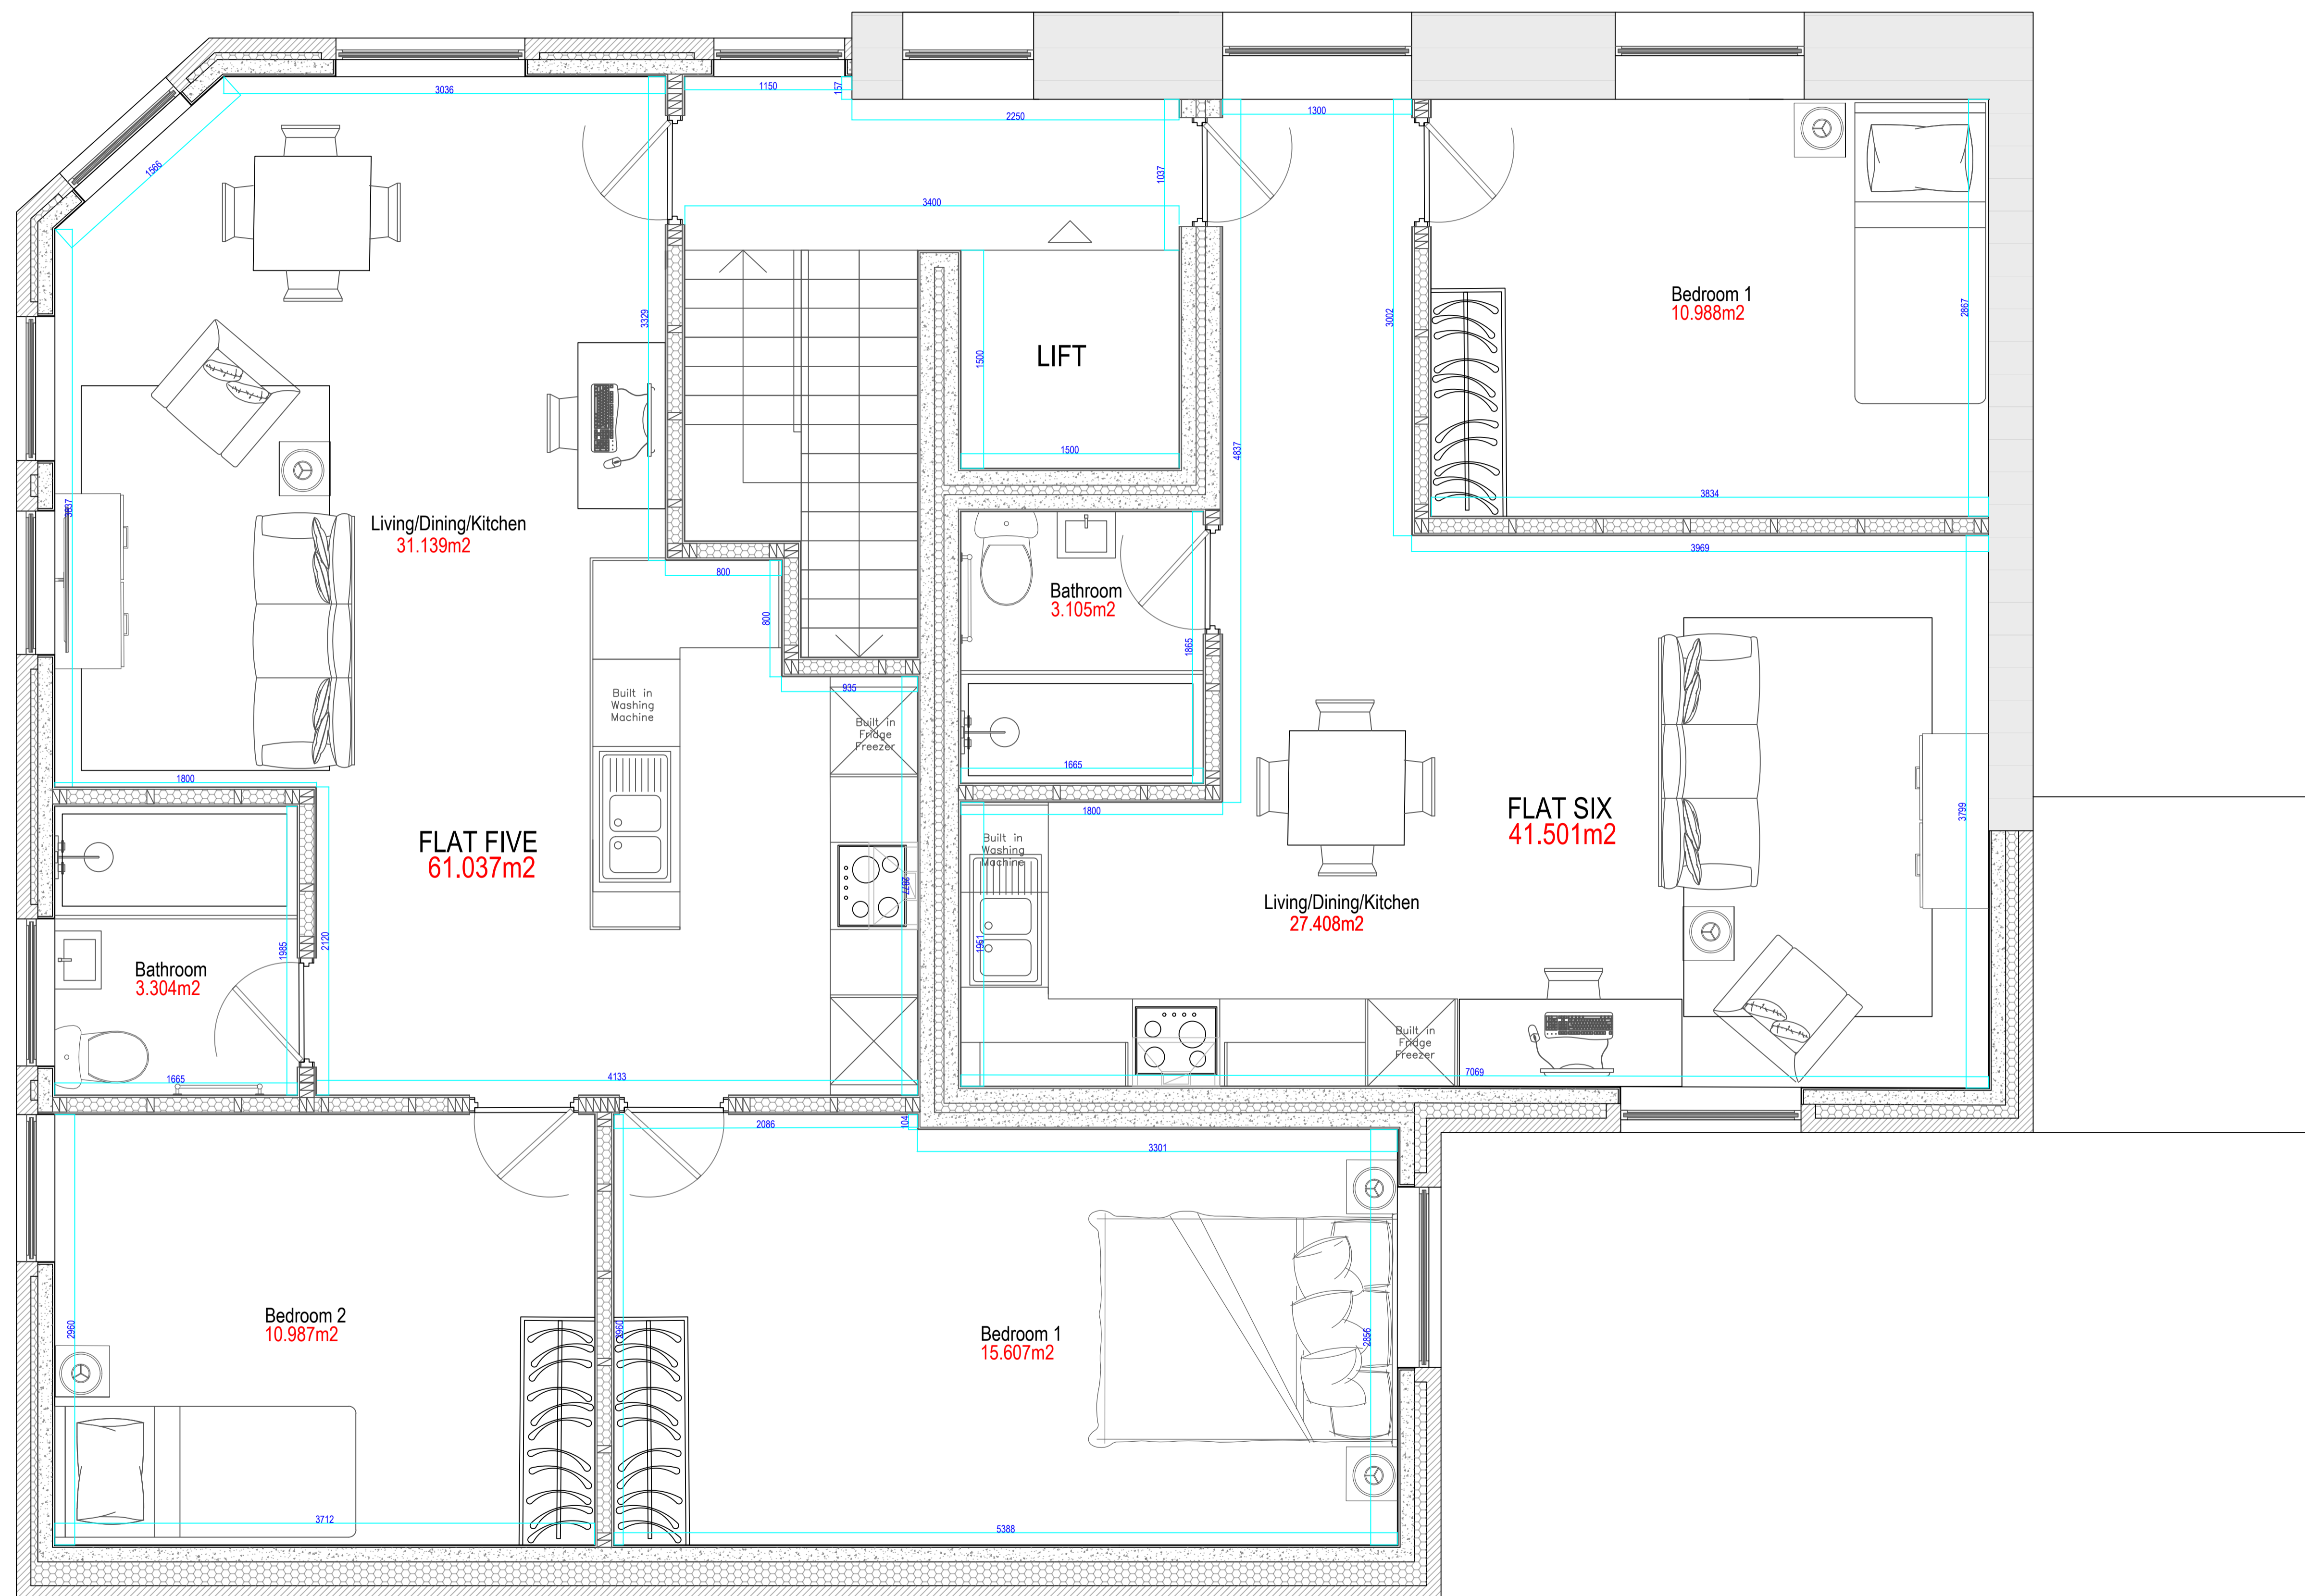 3036
1150
157
2250
1300
1566
1037
3400
Bedroom 1
10.988m2
2867
3329
3002
LIFT
1500
1500
4837
3834
3637
Living/Dining/Kitchen
31.139m2
3969
800
800
Bathroom
3.105m2
1865
935
Built in
Washing
Machine
Built in
Fridge
Freezer
1665
1800
1800
FLAT FIVE
61.037m2
FLAT SIX
41.501m2
3799
Built in
Washing
Machine
Living/Dining/Kitchen
27.408m2
1985
2120
1951
Bathroom
3.304m2
Built in
Fridge
Freezer
1665
4133
7069
2086
104
3301
2960
Bedroom 2
10.987m2
2960
Bedroom 1
15.607m2
2856
3712
5388